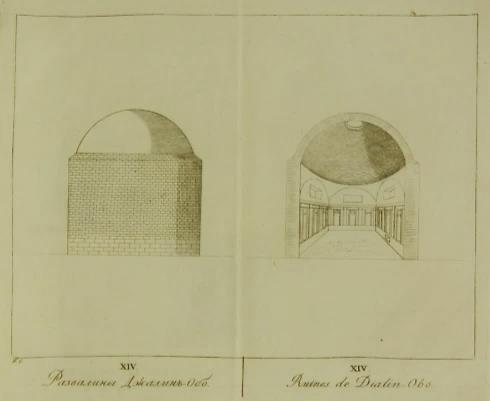 XIV
Развалины Джалинъ-Обо.
XIV
Ruines de Dialin-Obo.